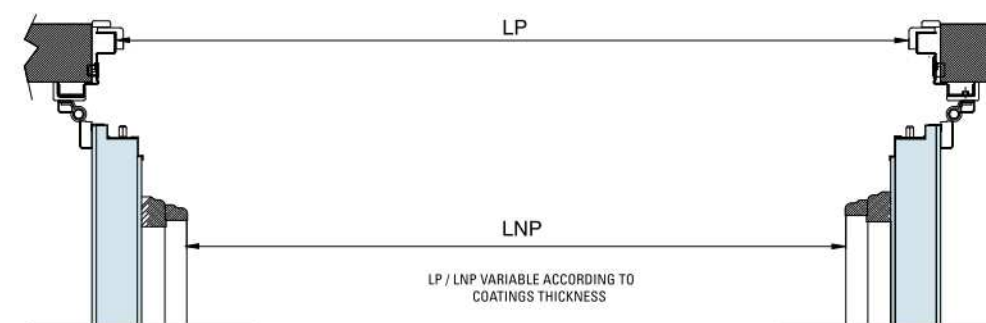 LP
LNP
LP / LNP VARIABLE ACCORDING TO
COATINGS THICKNESS